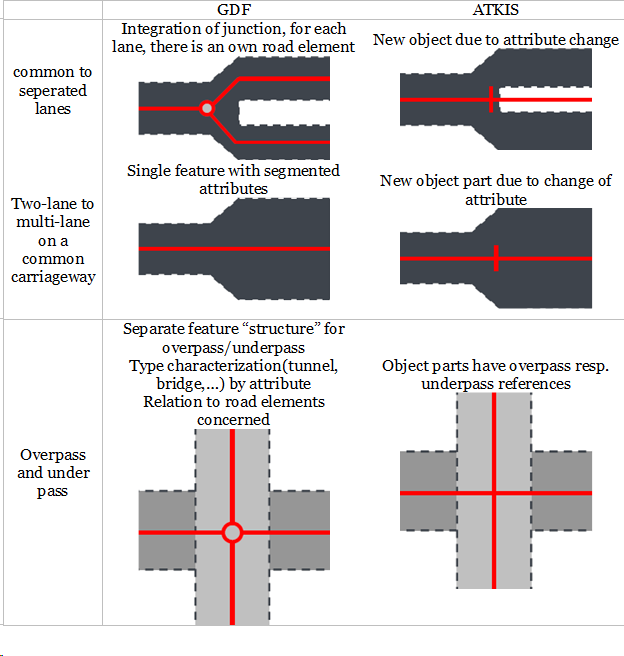 GDF
ATKIS
common to
seperated
lanes
Integration of junction, for each
lane, there is an own road element
New object due to attribute change
Two-lane to
multi-lane
on a
common
carriageway
Single feature with segmented
attributes
New object part due to change of
attribute
Overpass
and under
pass
Separate feature “structure” for
overpass/underpass
Type characterization(tunnel,
bridge,...) by attribute
Relation to road elements
concerned
Object parts have overpass resp.
underpass references